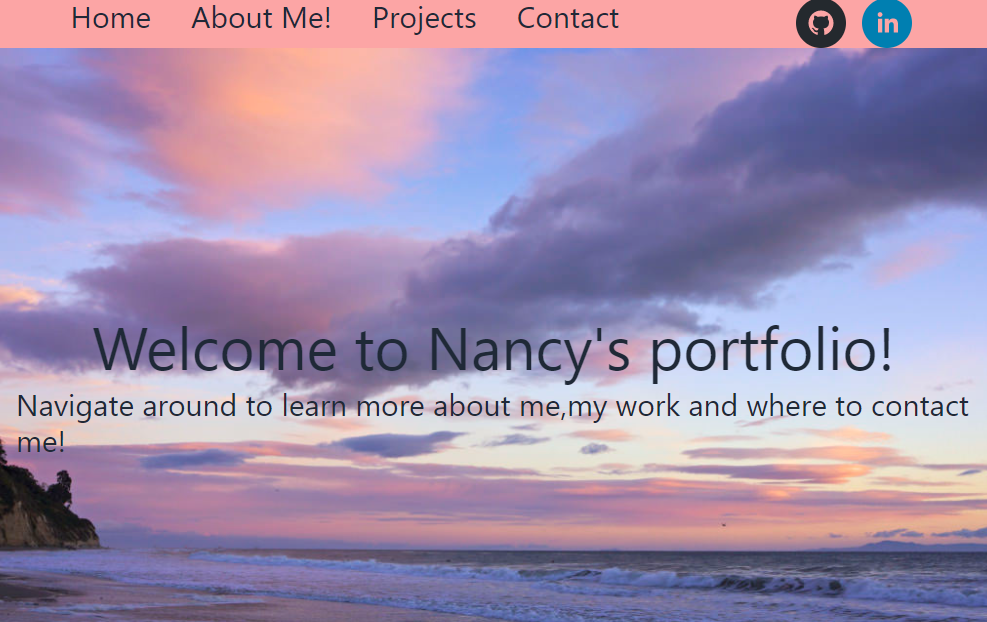 Home About Me! Projects Contact in
Welcome to Nancy's portfolio!
Navigate around to learn more about me,my work and where to contact
me!